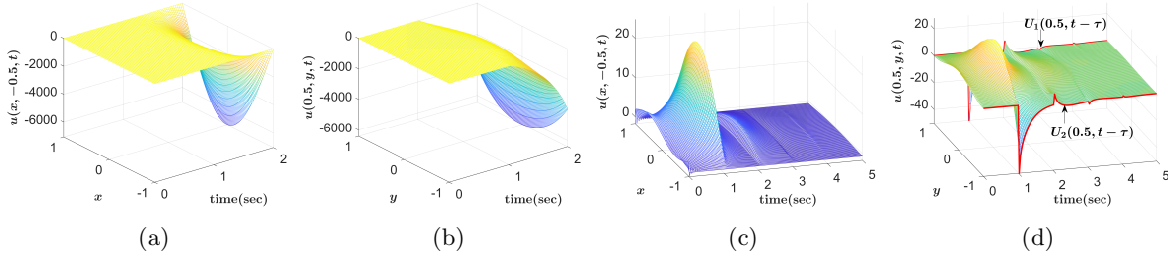 u(x, −0.5, t)
0
-2000
-4000
-6000
1
0
-1
x
0
1
2
time(sec)
(a)
u(0.5, y, t)
0
-2000
-4000
-6000
1
0
-1
y
0
1
2
time(sec)
(b)
u(x, −0.5, t)
20
10
0
1
0
-1
x
0
1
2
3
4
5
time(sec)
(c)
u(0.5, y, t)
20
0
-20
-40
U₁(0.5, t − τ)
U₂(0.5, t − τ)
1
0
-1
y
0
1
2
3
4
5
time(sec)
(d)